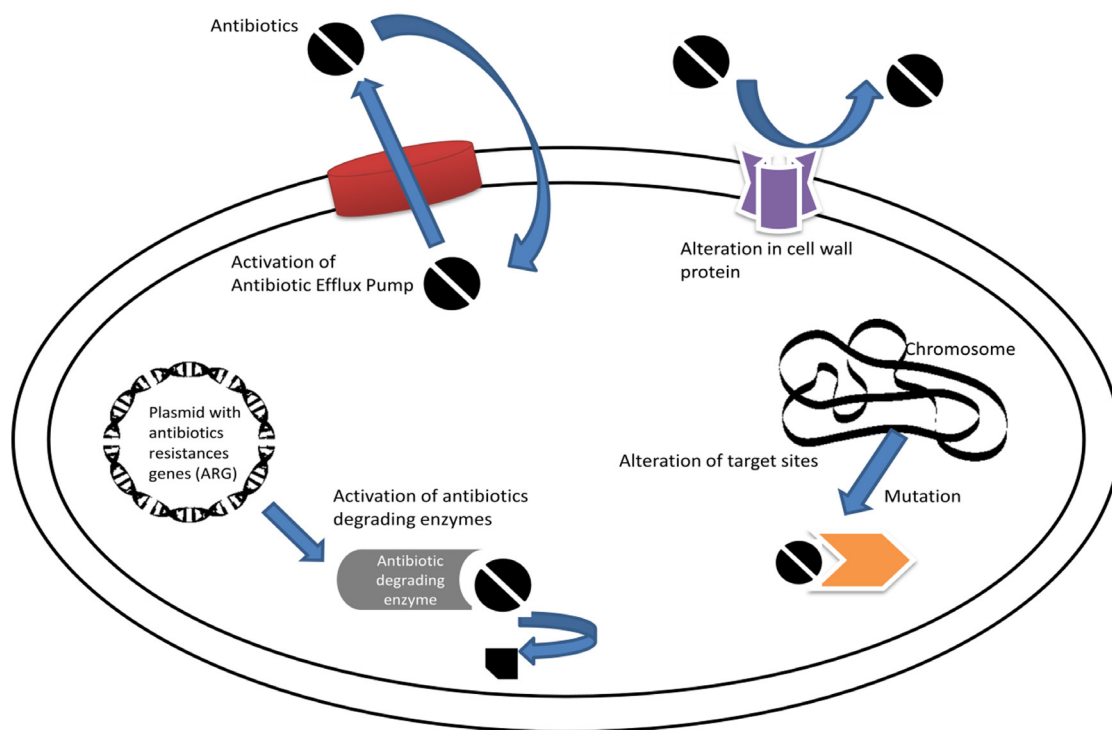 Antibiotics
Activation of
Antibiotic Efflux Pump
Alteration in cell wall
protein
Chromosome
Plasmid with
antibiotics
resistances
genes (ARG)
Alteration of target sites
Mutation
Activation of antibiotics
degrading enzymes
Antibiotic
degrading
enzyme